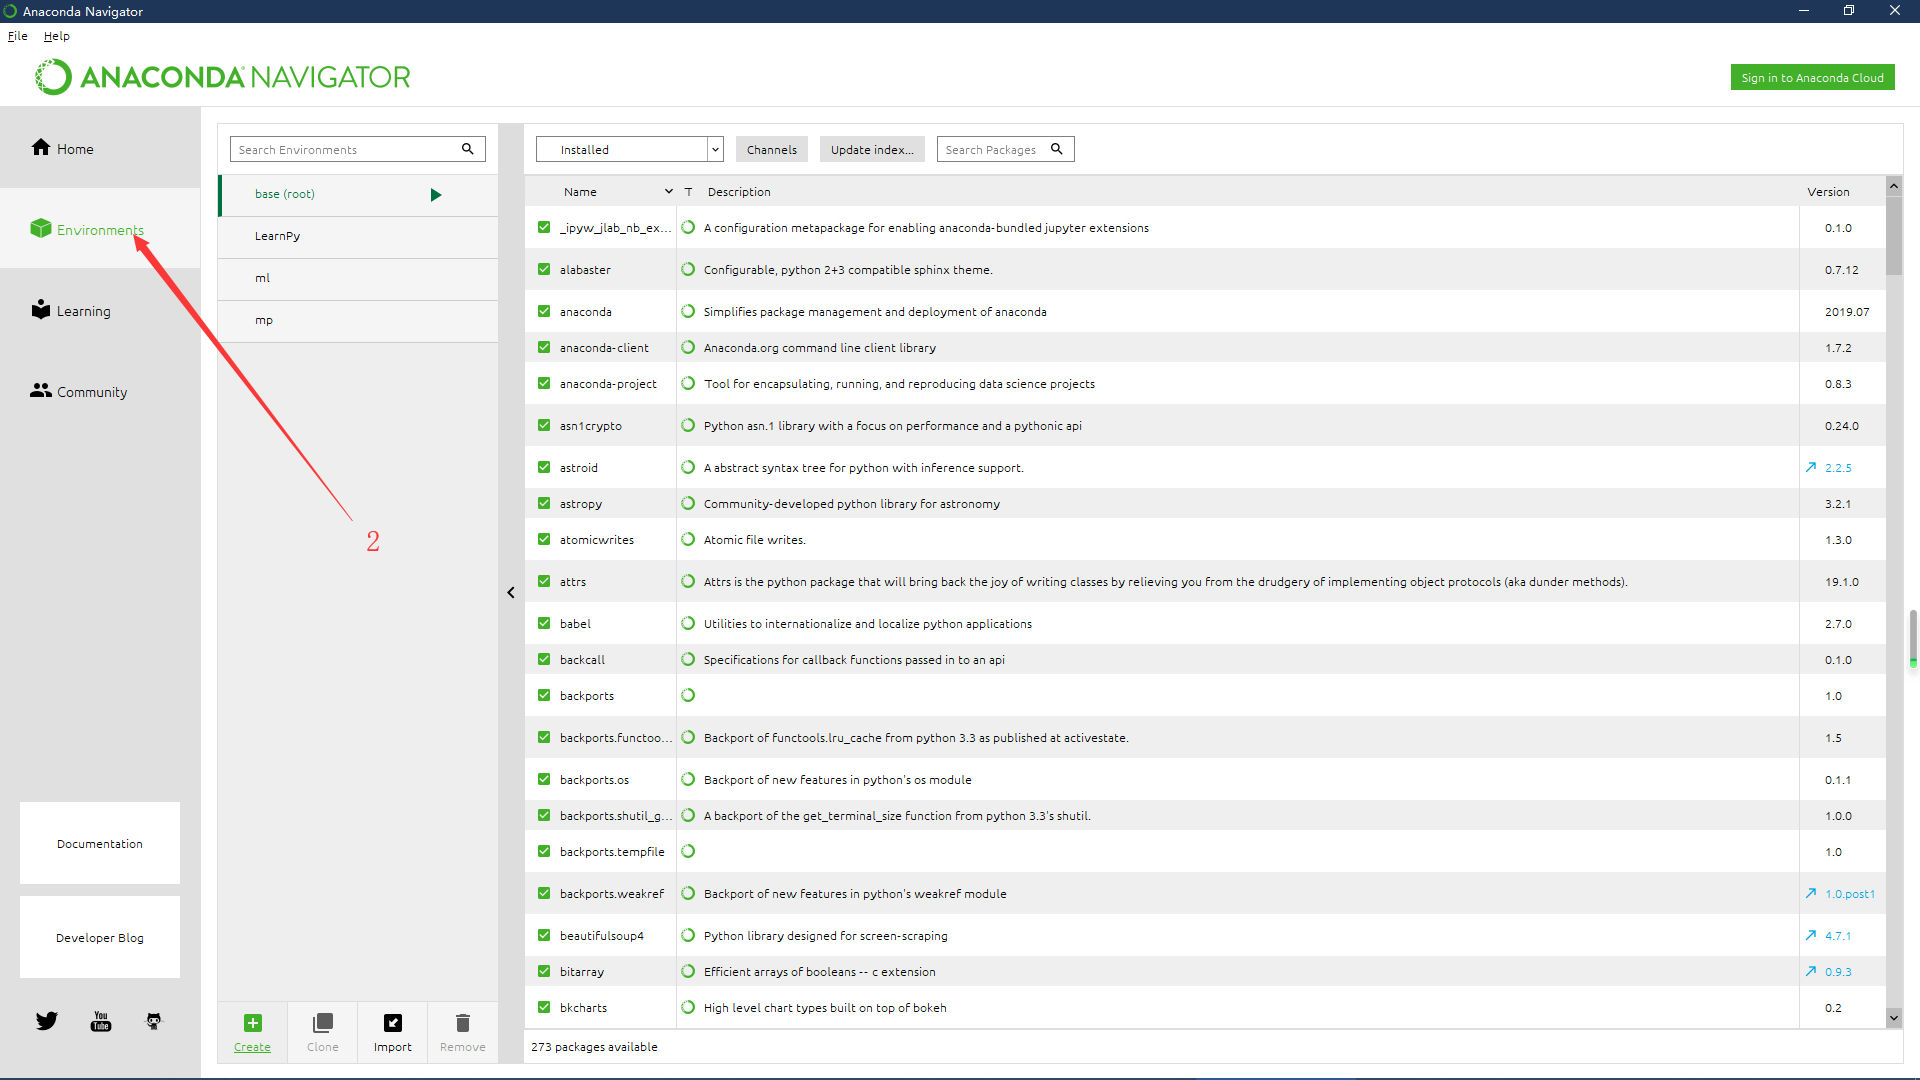 Anaconda Navigator
File Help
ANACONDA NAVIGATOR
Sign in to Anaconda Cloud
Home
Environments
Learning
Community
Documentation
Developer Blog
You Tube
Search Environments
base (root)
LearnPy
ml
mp
2
Create Clone Import Remove
Installed Channels Update index... Search Packages
Name T Description Version
_ipyw_jlab_nb_ex... A configuration metapackage for enabling anaconda-bundled jupyter extensions 0.1.0
alabaster Configurable, python 2+3 compatible sphinx theme. 0.7.12
anaconda Simplifies package management and deployment of anaconda 2019.07
anaconda-client Anaconda.org command line client library 1.7.2
anaconda-project Tool for encapsulating, running, and reproducing data science projects 0.8.3
asn1crypto Python asn.1 library with a focus on performance and a pythonic api 0.24.0
astroid A abstract syntax tree for python with inference support. 2.2.5
astropy Community-developed python library for astronomy 3.2.1
atomicwrites Atomic file writes. 1.3.0
attrs Attrs is the python package that will bring back the joy of writing classes by relieving you from the drudgery of implementing object protocols (aka dunder methods). 19.1.0
babel Utilities to internationalize and localize python applications 2.7.0
backcall Specifications for callback functions passed in to an api 0.1.0
backports 1.0
backports.functoo... Backport of functools.lru_cache from python 3.3 as published at activestate. 1.5
backports.os Backport of new features in python's os module 0.1.1
backports.shutil_g... A backport of the get_terminal_size function from python 3.3's shutil. 1.0.0
backports.tempfile 1.0
backports.weakref Backport of new features in python's weakref module 1.0.post1
beautifulsoup4 Python library designed for screen-scraping 4.7.1
bitarray Efficient arrays of booleans -- c extension 0.9.3
bkcharts High level chart types built on top of bokeh 0.2
273 packages available